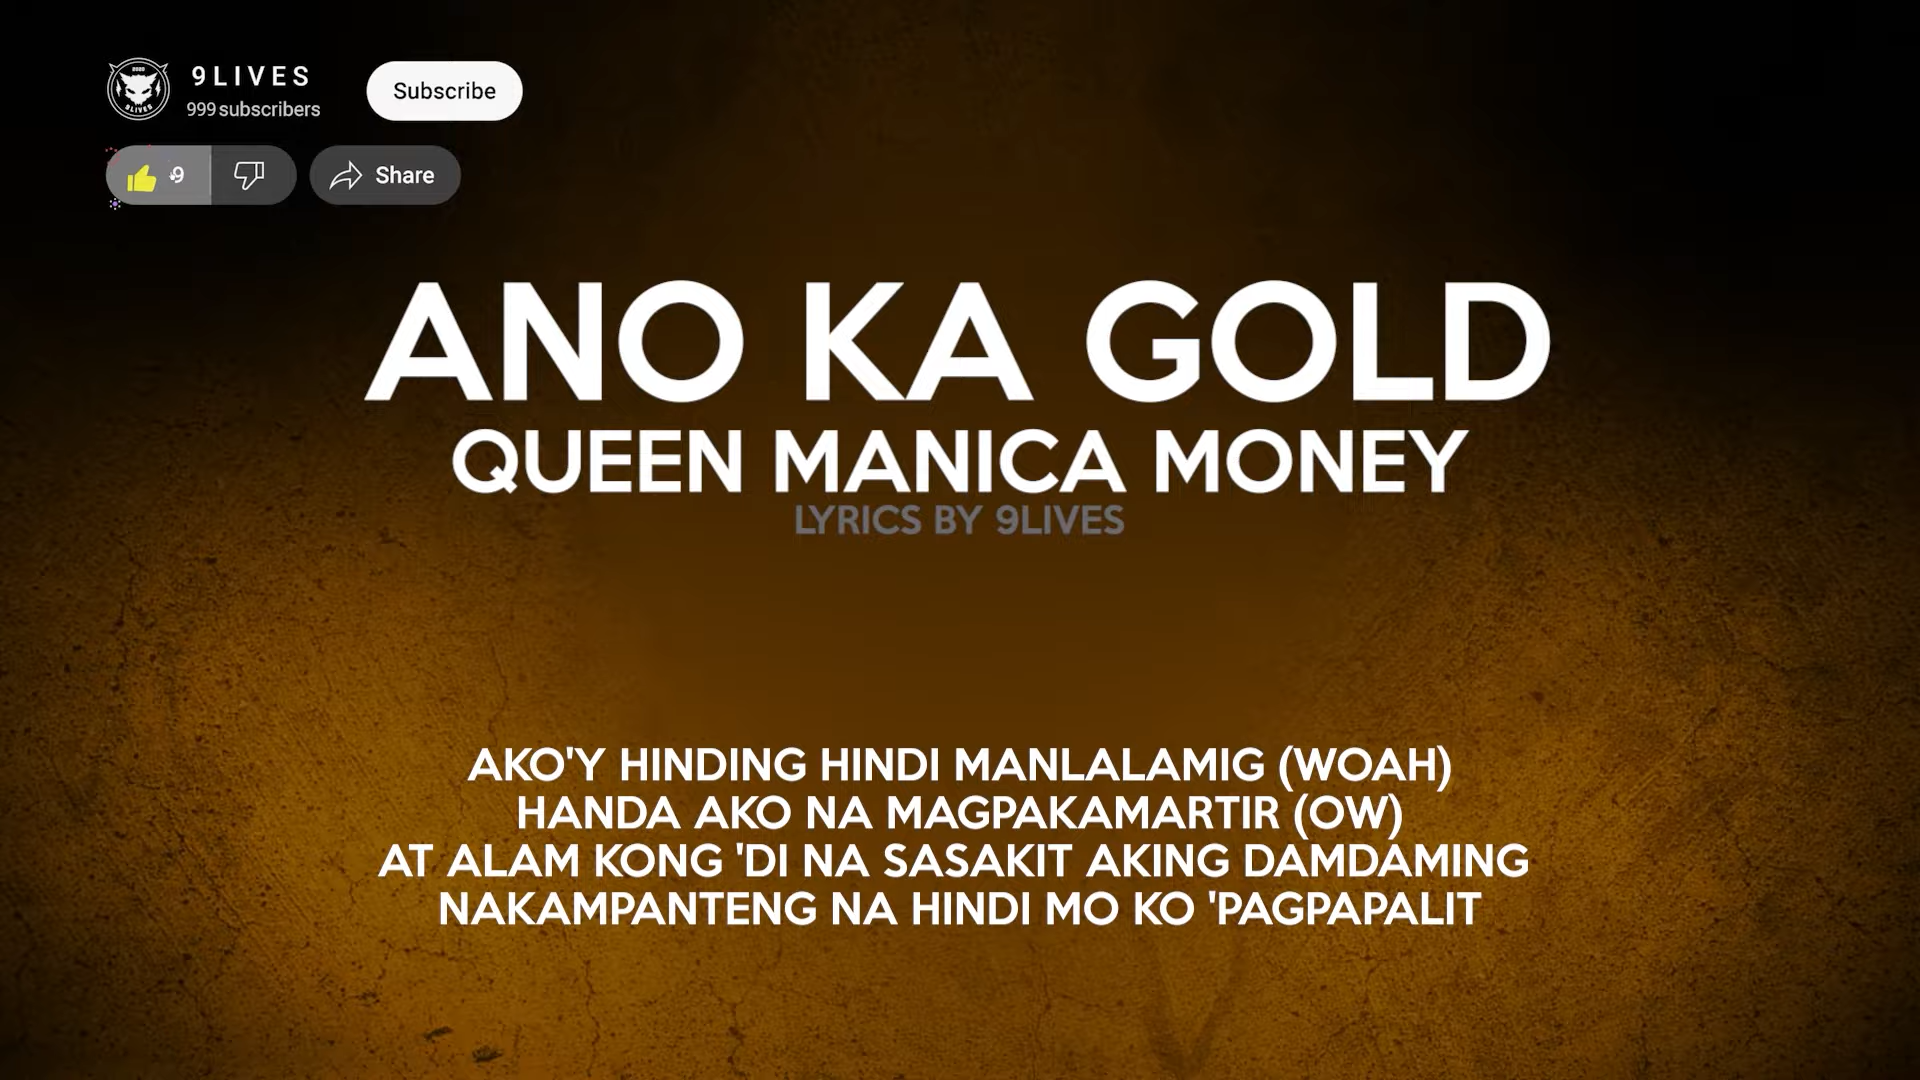 9LIVES
999 subscribers
Subscribe
9
Share
ANO KA GOLD
QUEEN MANICA MONEY
LYRICS BY 9LIVES
AKO'Y HINDING HINDI MANLALAMIG (WOAH)
HANDA AKO NA MAGPAKAMARTIR (OW)
AT ALAM KONG 'DI NA SASAKIT AKING DAMDAMING
NAKAMPANTENG NA HINDI MO KO 'PAGPAPALIT